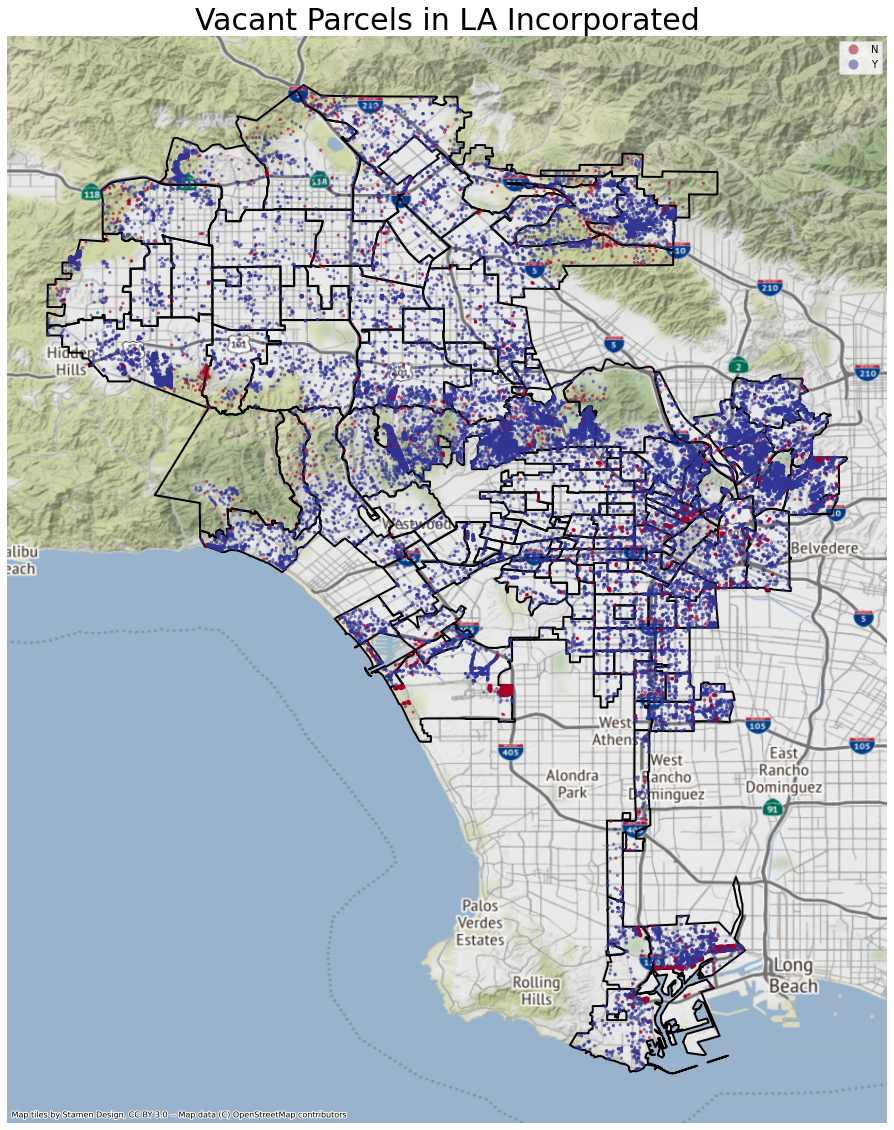 Vacant Parcels in LA Incorporated
N
Y
210
118
5
10
210
5
2
210
Hidden
Hills
101
Westwood
Belvedere
5
West
Athens
105
105
405
West
Rancho
Dominguez
East
Rancho
Dominguez
Alondra
Park
91
Palos
Verdes
Estates
Rolling
Hills
Long
Beach
Map tiles by Stamen Design, CC BY 3.0 -- Map data (C) OpenStreetMap contributors